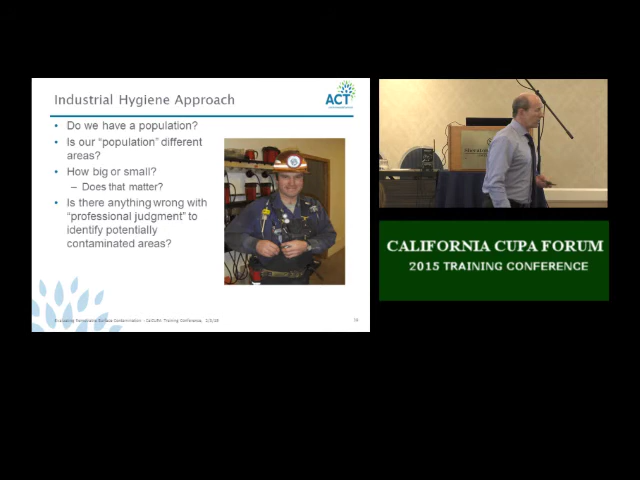 Industrial Hygiene Approach
ACT
• Do we have a population?
• Is our "population" different
areas?
• How big or small?
– Does that matter?
• Is there anything wrong with
"professional judgment" to
identify potentially
contaminated areas?
CALIFORNIA CUPA FORUM
2015 TRAINING CONFERENCE